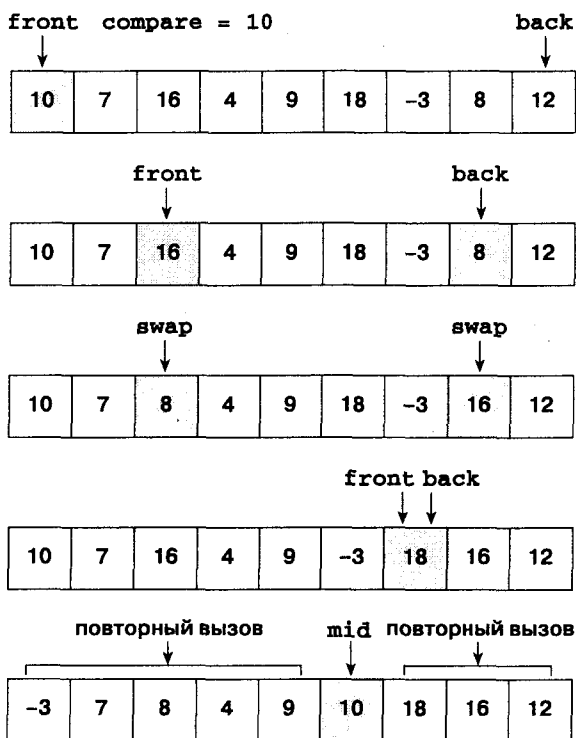 front compare = 10 back
10 7 16 4 9 18 -3 8 12
front back
10 7 16 4 9 18 -3 8 12
swap swap
10 7 8 4 9 18 -3 16 12
front back
10 7 16 4 9 -3 18 16 12
повторный вызов mid повторный вызов
-3 7 8 4 9 10 18 16 12